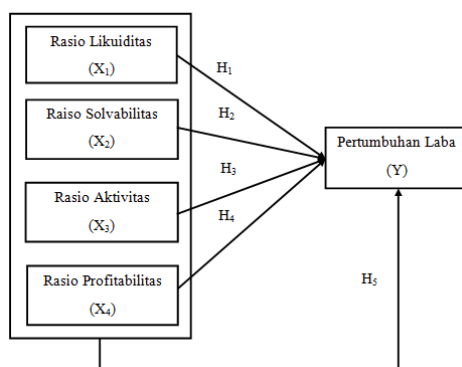 Rasio Likuiditas
(X₁)
H₁
Raiso Solvabilitas
(X₂)
H₂
Pertumbuhan Laba
(Y)
H₃
Rasio Aktivitas
(X₃)
H₄
Rasio Profitabilitas
(X₄)
H₅